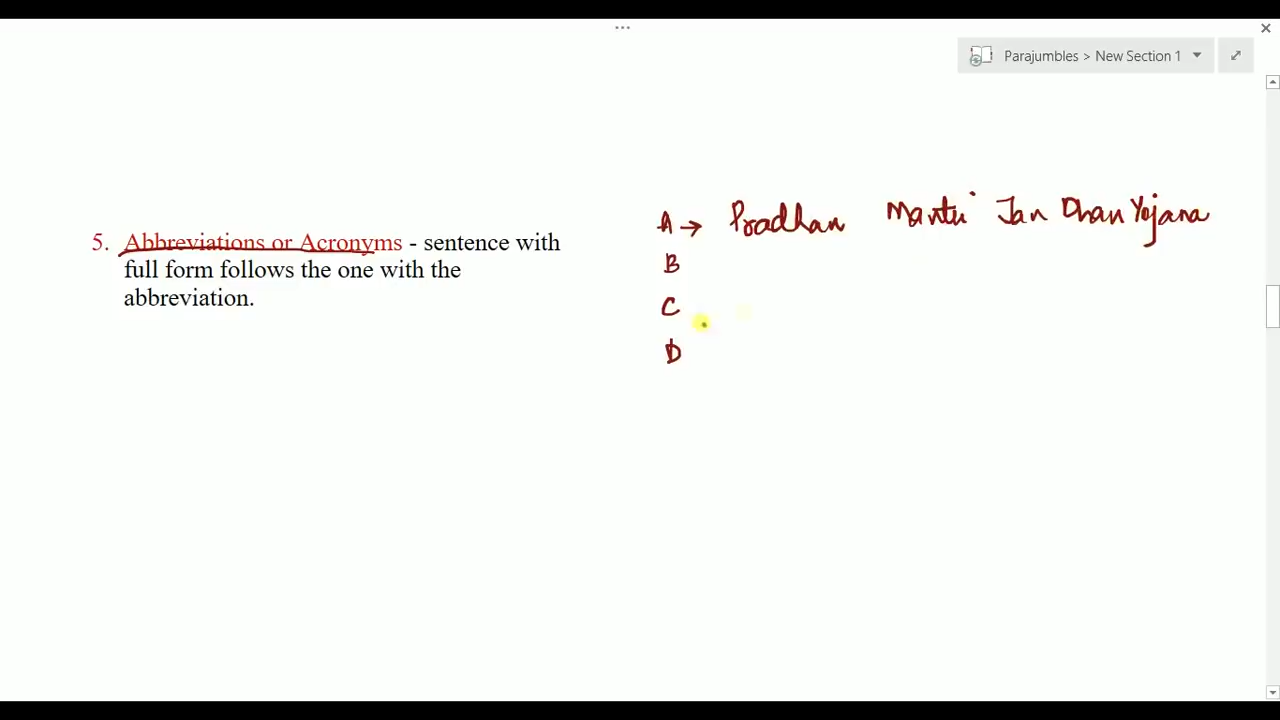 Parajumbles > New Section 1
5. Abbreviations or Acronyms - sentence with
full form follows the one with the
abbreviation.
A → Pradhan Mantri Jan Dhan Yojana
B
C
D